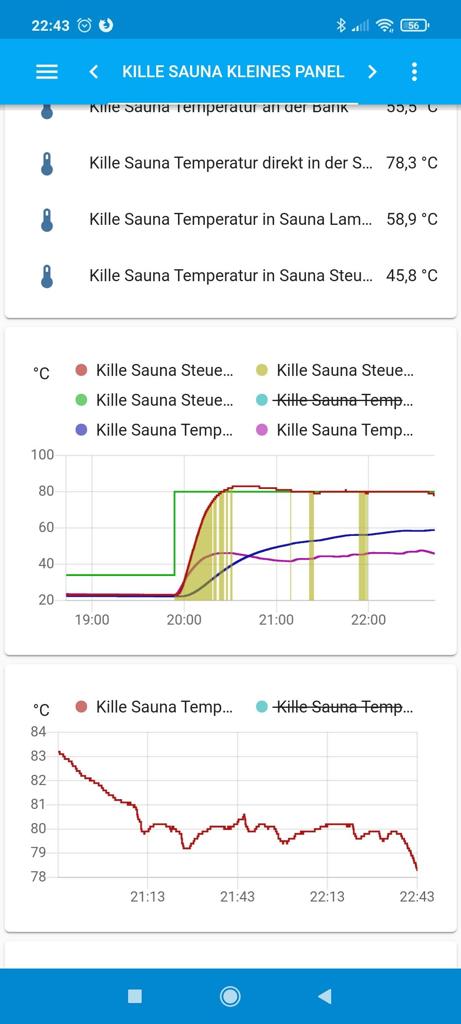 22:43
56
KILLE SAUNA KLEINES PANEL
Kille Sauna Temperatur an der Bank 55,5 °C
Kille Sauna Temperatur direkt in der S... 78,3 °C
Kille Sauna Temperatur in Sauna Lam... 58,9 °C
Kille Sauna Temperatur in Sauna Steu... 45,8 °C
°C
Kille Sauna Steue... Kille Sauna Steue...
Kille Sauna Steue... Kille Sauna Temp...
Kille Sauna Temp... Kille Sauna Temp...
100
80
60
40
20
19:00 20:00 21:00 22:00
°C
Kille Sauna Temp... Kille Sauna Temp...
84
83
82
81
80
79
78
21:13 21:43 22:13 22:43